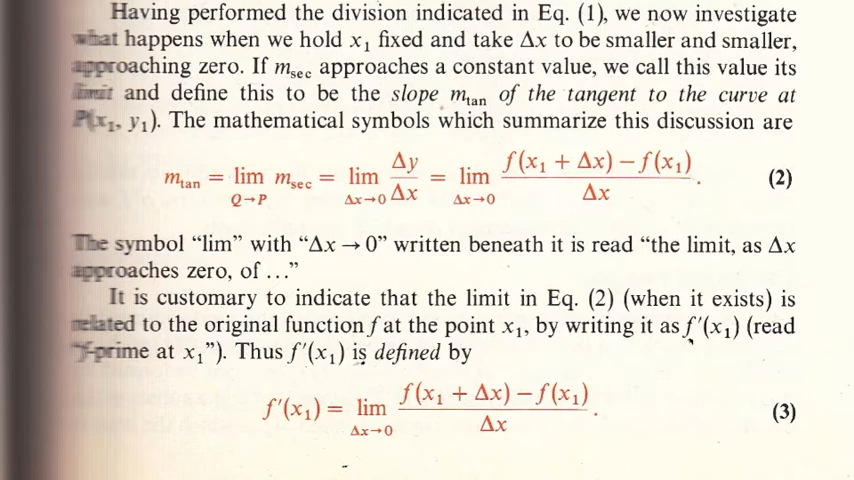 Having performed the division indicated in Eq. (1), we now investigate
what happens when we hold x₁ fixed and take Δx to be smaller and smaller,
approaching zero. If mₛₑc approaches a constant value, we call this value its
limit and define this to be the slope mₜₐₙ of the tangent to the curve at
P(x₁, y₁). The mathematical symbols which summarize this discussion are
mₜₐₙ = lim_{Q→P} mₛₑc = lim_{Δx→0} Δy/Δx = lim_{Δx→0} (f(x₁ + Δx) − f(x₁))/Δx. (2)
The symbol “lim” with “Δx → 0” written beneath it is read “the limit, as Δx
approaches zero, of ...”
It is customary to indicate that the limit in Eq. (2) (when it exists) is
related to the original function f at the point x₁, by writing it as f′(x₁) (read
“f-prime at x₁”). Thus f′(x₁) is defined by
f′(x₁) = lim_{Δx→0} (f(x₁ + Δx) − f(x₁))/Δx. (3)